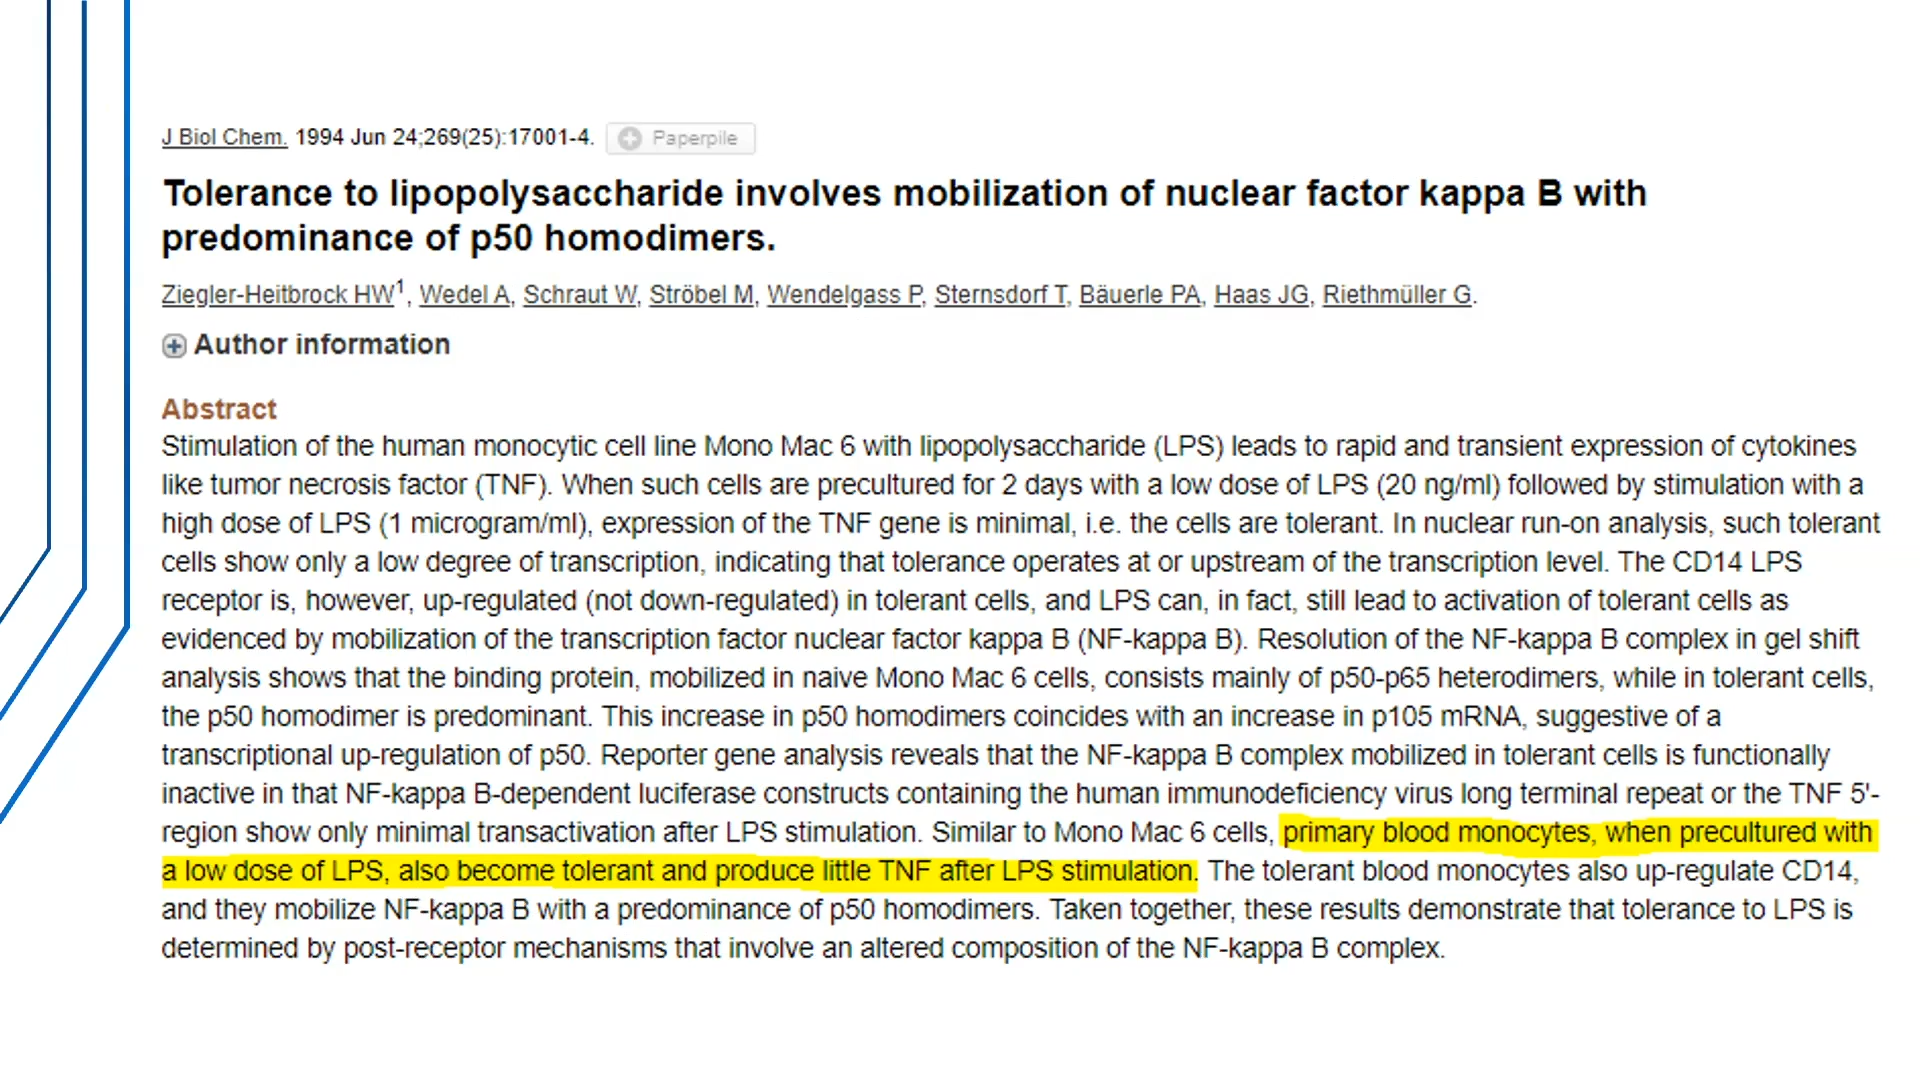 J Biol Chem. 1994 Jun 24;269(25):17001-4. Paperpile
Tolerance to lipopolysaccharide involves mobilization of nuclear factor kappa B with
predominance of p50 homodimers.
Ziegler-Heitbrock HW1, Wedel A, Schraut W, Ströbel M, Wendelgass P, Sternsdorf T, Bäuerle PA, Haas JG, Riethmüller G.
Author information
Abstract
Stimulation of the human monocytic cell line Mono Mac 6 with lipopolysaccharide (LPS) leads to rapid and transient expression of cytokines
like tumor necrosis factor (TNF). When such cells are precultured for 2 days with a low dose of LPS (20 ng/ml) followed by stimulation with a
high dose of LPS (1 microgram/ml), expression of the TNF gene is minimal, i.e. the cells are tolerant. In nuclear run-on analysis, such tolerant
cells show only a low degree of transcription, indicating that tolerance operates at or upstream of the transcription level. The CD14 LPS
receptor is, however, up-regulated (not down-regulated) in tolerant cells, and LPS can, in fact, still lead to activation of tolerant cells as
evidenced by mobilization of the transcription factor nuclear factor kappa B (NF-kappa B). Resolution of the NF-kappa B complex in gel shift
analysis shows that the binding protein, mobilized in naive Mono Mac 6 cells, consists mainly of p50-p65 heterodimers, while in tolerant cells,
the p50 homodimer is predominant. This increase in p50 homodimers coincides with an increase in p105 mRNA, suggestive of a
transcriptional up-regulation of p50. Reporter gene analysis reveals that the NF-kappa B complex mobilized in tolerant cells is functionally
inactive in that NF-kappa B-dependent luciferase constructs containing the human immunodeficiency virus long terminal repeat or the TNF 5'-
region show only minimal transactivation after LPS stimulation. Similar to Mono Mac 6 cells, primary blood monocytes, when precultured with
a low dose of LPS, also become tolerant and produce little TNF after LPS stimulation. The tolerant blood monocytes also up-regulate CD14,
and they mobilize NF-kappa B with a predominance of p50 homodimers. Taken together, these results demonstrate that tolerance to LPS is
determined by post-receptor mechanisms that involve an altered composition of the NF-kappa B complex.